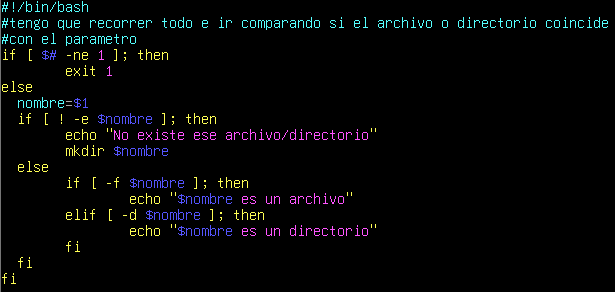 #!/bin/bash
#tengo que recorrer todo e ir comparando si el archivo o directorio coincide
#con el parametro
if [ $# -ne 1 ]; then
        exit 1
else
  nombre=$1
  if [ ! -e $nombre ]; then
        echo "No existe ese archivo/directorio"
        mkdir $nombre
  else
        if [ -f $nombre ]; then
                echo "$nombre es un archivo"
        elif [ -d $nombre ]; then
                echo "$nombre es un directorio"
        fi
  fi
fi